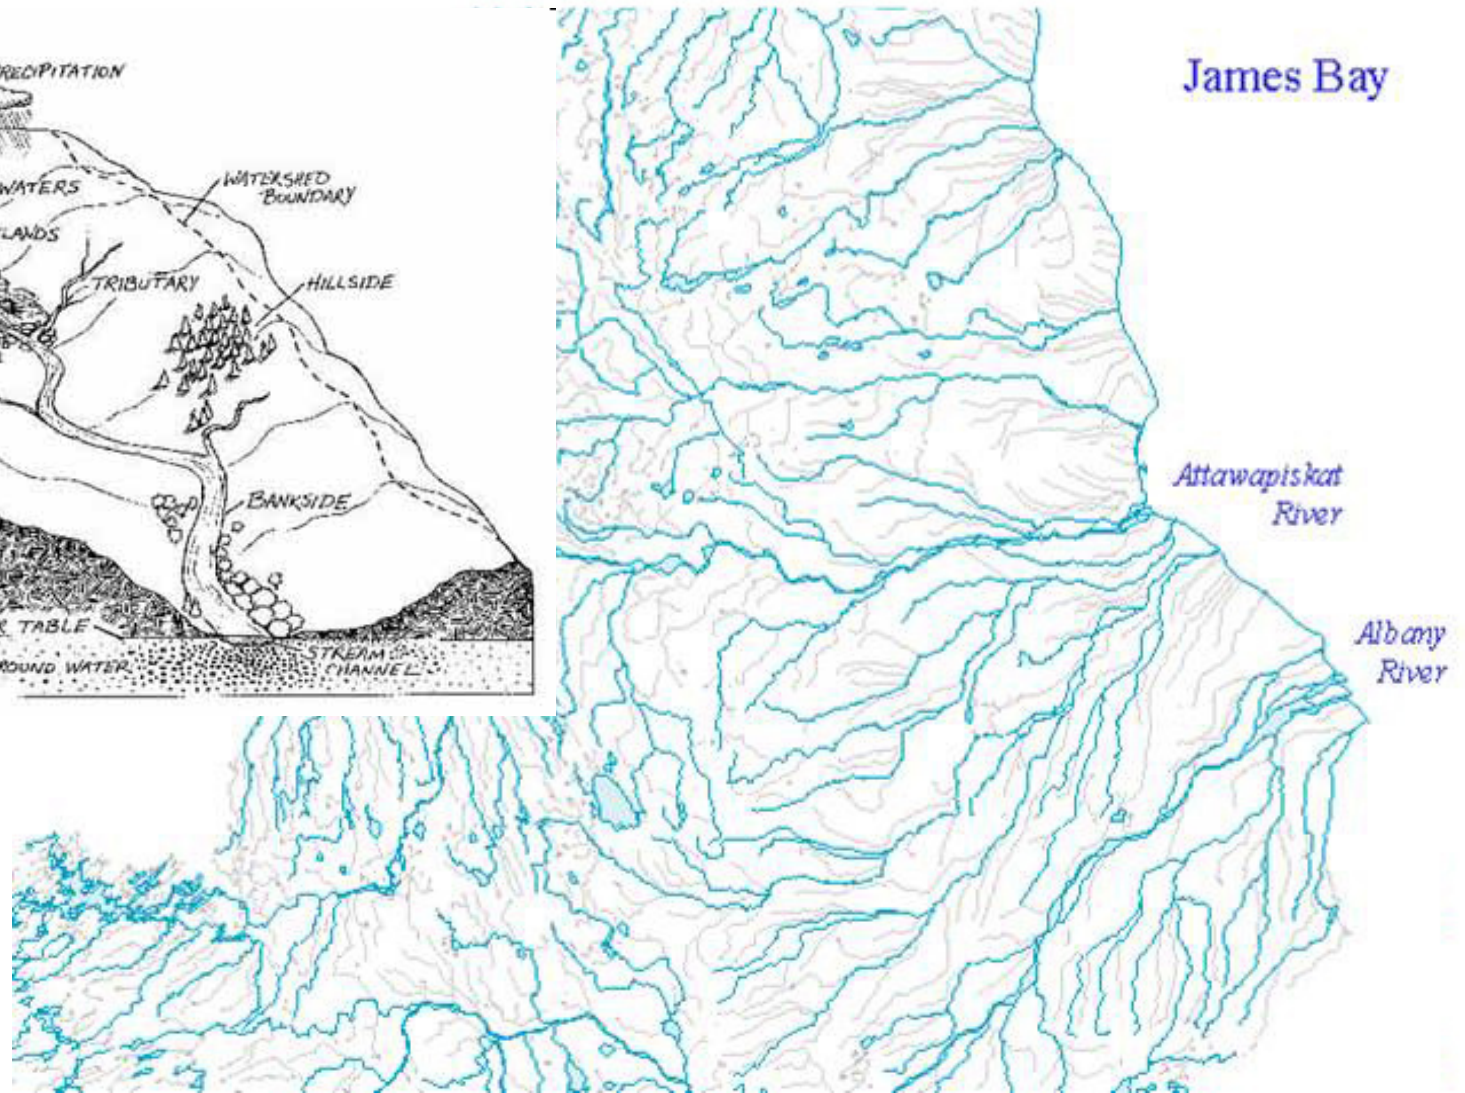 RECIPITATION
WATERS
LANDS
WATERSHED
BOUNDARY
TRIBUTARY
HILLSIDE
BANKSIDE
R TABLE
ROUND WATER
STREAM
CHANNEL
James Bay
Attawapiskat
River
Albany
River